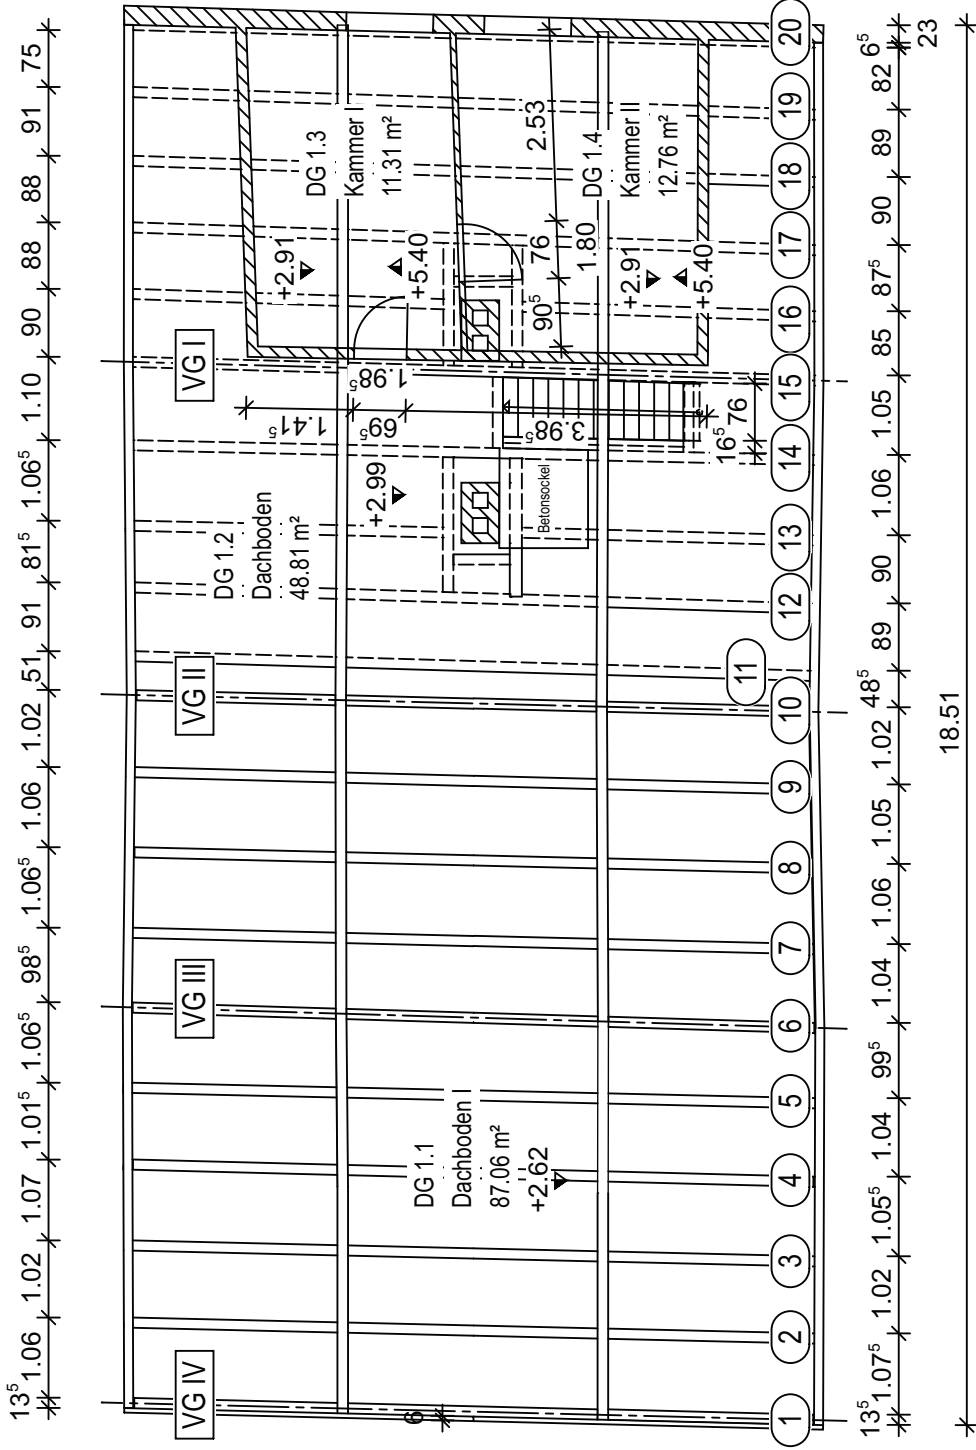 13⁵ 1.06 1.02 1.07 1.01⁵ 1.06⁵ 98⁵ 1.06⁵ 1.06 1.02 51 91 81⁵ 1.06⁵ 1.10 90 88 88 91 75
VG IV
VG III
VG II
VG I
DG 1.1
Dachboden I
87.06 m²
+2.62
6
DG 1.2
Dachboden
48.81 m²
+2.99
Betonsockel
1.41⁵
69⁵
1.98⁵
3.98⁵
16⁵ 76
DG 1.3
Kammer I
11.31 m²
+2.91
+5.40
DG 1.4
Kammer II
12.76 m²
+2.91
+5.40
90⁵
76
1.80
2.53
1 2 3 4 5 6 7 8 9 10 11 12 13 14 15 16 17 18 19 20
13⁵ 1.07⁵ 1.02 1.05⁵ 1.04 99⁵ 1.04 1.06 1.05 1.02 48⁵ 89 90 1.06 1.05 85 87⁵ 90 89 82 6⁵
23
18.51